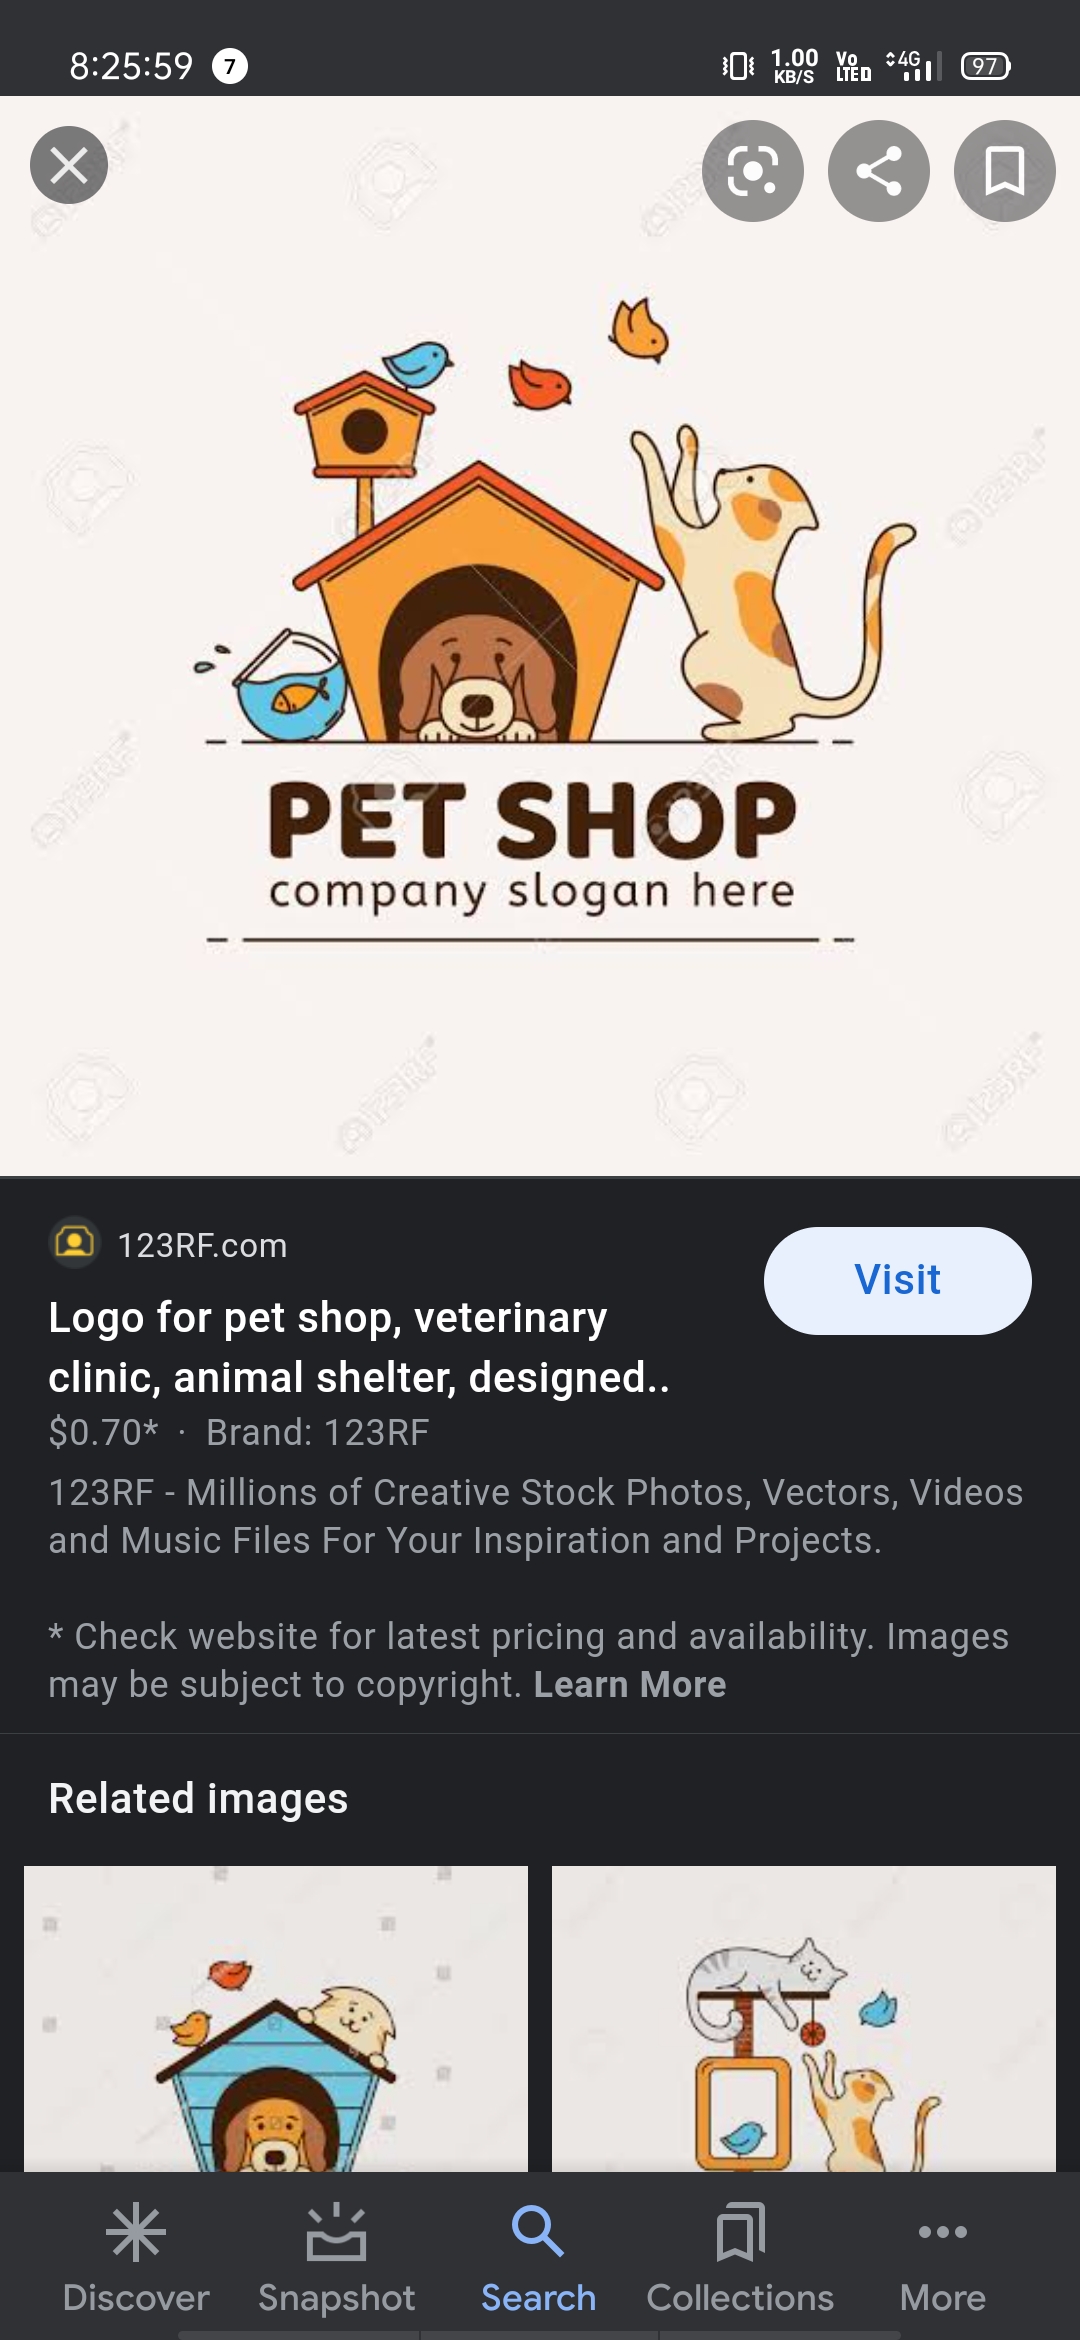 8:25:59 7 1.00 KB/S Vo LTE 4G 97
PET SHOP
company slogan here
123RF
123RF.com
Visit
Logo for pet shop, veterinary
clinic, animal shelter, designed..
$0.70* · Brand: 123RF
123RF - Millions of Creative Stock Photos, Vectors, Videos
and Music Files For Your Inspiration and Projects.
* Check website for latest pricing and availability. Images
may be subject to copyright. Learn More
Related images
Discover Snapshot Search Collections More